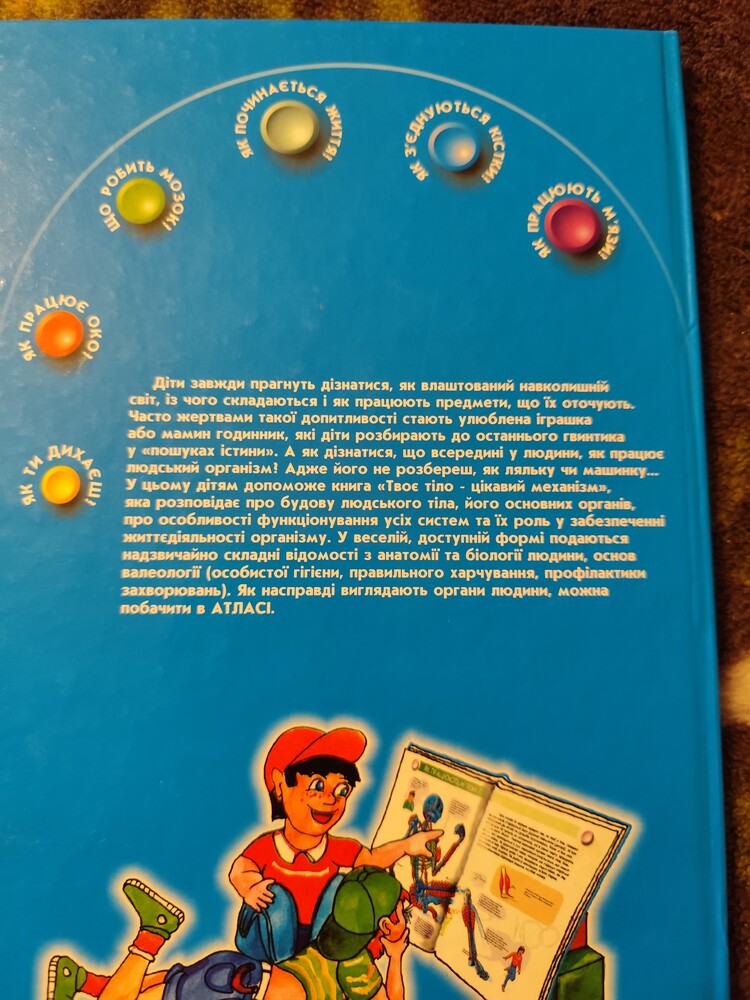 ЯК ПОЧИНАЄТЬСЯ ЖИТТЯ!
ЯК З'ЄДНУЮТЬСЯ КІСТКИ!
ЩО РОБИТЬ МОЗОК!
ЯК ПРАЦЮЮТЬ М'ЯЗИ!
ЯК ПРАЦЮЄ ОКО!
ЯК ТИ ДИХАЄШ!
Діти завжди прагнуть дізнатися, як влаштований навколишній
світ, із чого складаються і як працюють предмети, що їх оточують.
Часто жертвами такої допитливості стають улюблена іграшка
або мамин годинник, які діти розбирають до останнього гвинтика
у «пошуках істини». А як дізнатися, що всередині у людини, як працює
людський організм? Адже його не розбереш, як ляльку чи машинку...
У цьому дітям допоможе книга «Твоє тіло - цікавий механізм»,
яка розповідає про будову людського тіла, його основних органів,
про особливості функціонування усіх систем та їх роль у забезпеченні
життєдіяльності організму. У веселій, доступній формі подаються
надзвичайно складні відомості з анатомії та біології людини, основ
валеології (особистої гігієни, правильного харчування, профілактики
захворювань). Як насправді виглядають органи людини, можна
побачити в АТЛАСІ.